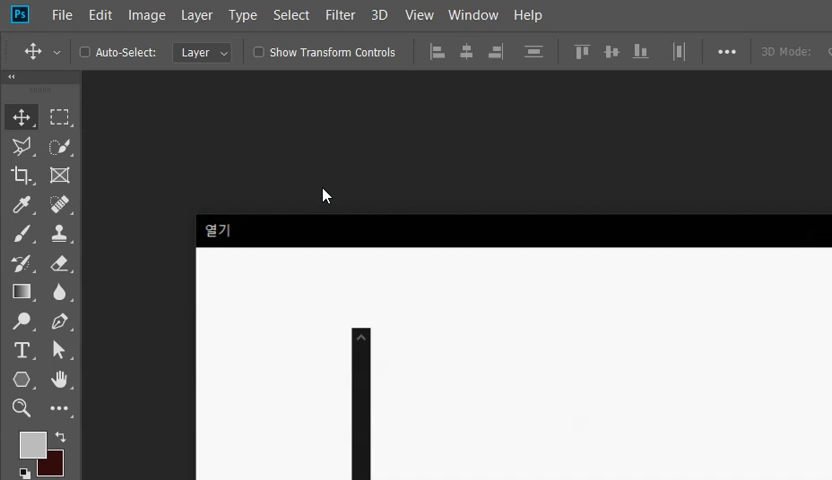 Ps File Edit Image Layer Type Select Filter 3D View Window Help
Auto-Select: Layer Show Transform Controls 3D Mode:
열기